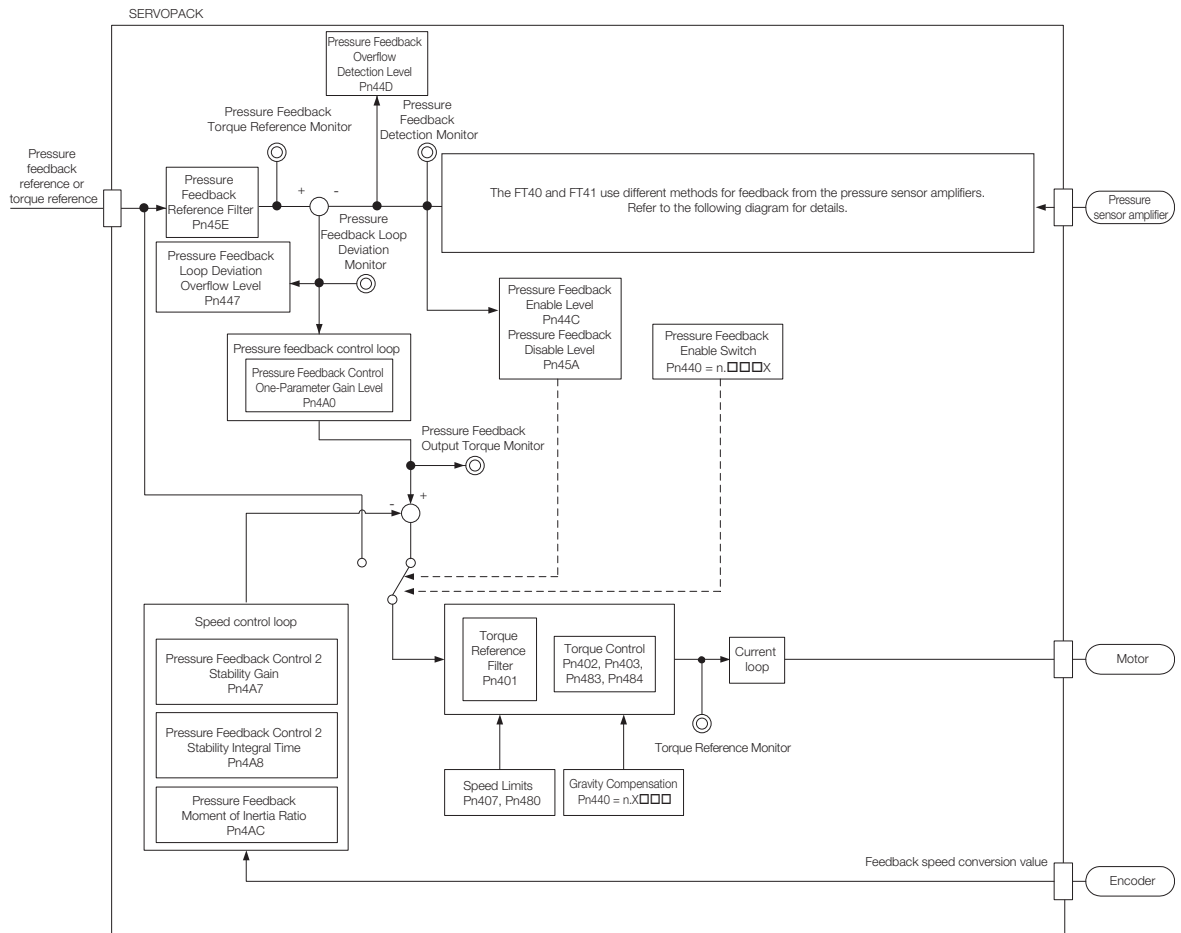 SERVOPACK
Pressure Feedback
Overflow
Detection Level
Pn44D
Pressure Feedback
Torque Reference Monitor
Pressure
Feedback
Detection Monitor
Pressure
feedback
reference or
torque reference
Pressure
Feedback
Reference Filter
Pn45E
+
-
The FT40 and FT41 use different methods for feedback from the pressure sensor amplifiers.
Refer to the following diagram for details.
Pressure
sensor amplifier
Pressure
Feedback Loop
Deviation
Monitor
Pressure Feedback
Loop Deviation
Overflow Level
Pn447
Pressure Feedback
Enable Level
Pn44C
Pressure Feedback
Disable Level
Pn45A
Pressure Feedback
Enable Switch
Pn440 = n.□□□X
Pressure feedback control loop
Pressure Feedback Control
One-Parameter Gain Level
Pn4A0
Pressure Feedback
Output Torque Monitor
-
+
Speed control loop
Pressure Feedback Control 2
Stability Gain
Pn4A7
Pressure Feedback Control 2
Stability Integral Time
Pn4A8
Pressure Feedback
Moment of Inertia Ratio
Pn4AC
Torque
Reference
Filter
Pn401
Torque Control
Pn402, Pn403,
Pn483, Pn484
Current
loop
Motor
Torque Reference Monitor
Speed Limits
Pn407, Pn480
Gravity Compensation
Pn440 = n.X□□□
Feedback speed conversion value
Encoder